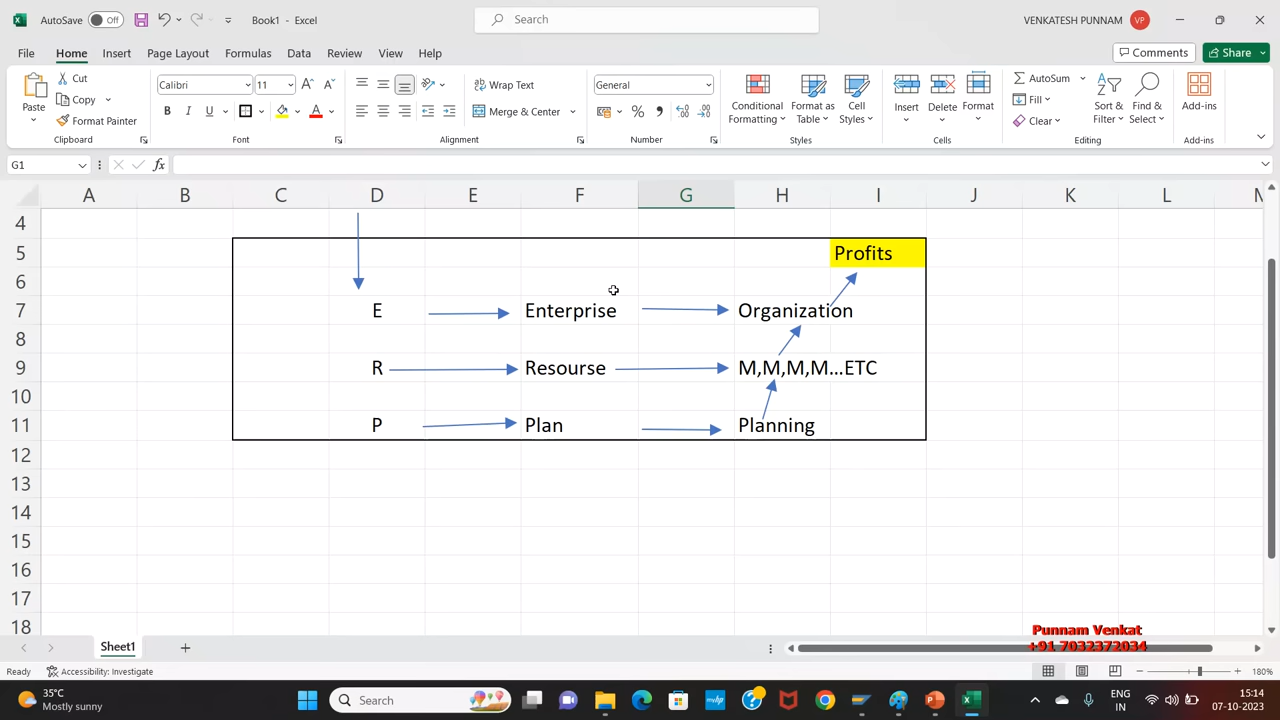 AutoSave Off Book1 - Excel Search VENKATESH PUNNAM VP
File Home Insert Page Layout Formulas Data Review View Help Comments Share
Paste Cut Copy Format Painter Clipboard
Calibri 11 A A B I U A Font
Wrap Text Merge & Center Alignment
General % , Number
Conditional Formatting Format as Table Cell Styles Styles
Insert Delete Format Cells
AutoSum Fill Clear Sort & Filter Find & Select Editing
Add-ins Add-ins
G1 fx
A B C D E F G H I J K L M
4
5 Profits
6
7 E Enterprise Organization
8
9 R Resourse M,M,M,M...ETC
10
11 P Plan Planning
12
13
14
15
16
17
18
Punnam Venkat
+91 7032372034
Sheet1
Ready Accessibility: Investigate 180%
35°C
Mostly sunny
Search
ENG
IN
15:14
07-10-2023